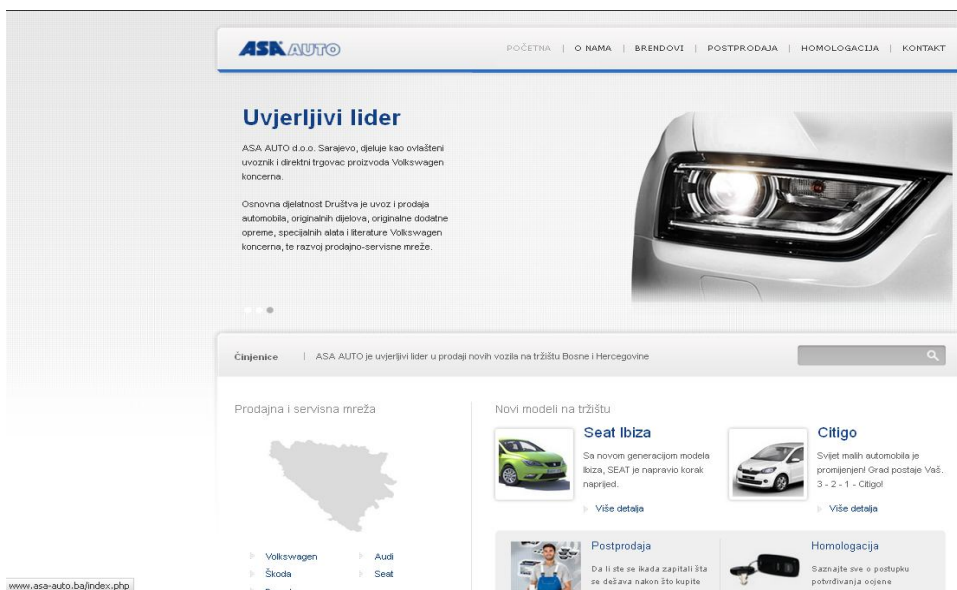 ASA AUTO
POČETNA | O NAMA | BRENDOVI | POSTPRODAJA | HOMOLOGACIJA | KONTAKT
Uvjerljivi lider
ASA AUTO d.o.o. Sarajevo, djeluje kao ovlašteni
uvoznik i direktni trgovac proizvoda Volkswagen
koncerna.
Osnovna djelatnost Društva je uvoz i prodaja
automobila, originalnih dijelova, originalne dodatne
opreme, specijalnih alata i literature Volkswagen
koncerna, te razvoj prodajno-servisne mreže.
Činjenice | ASA AUTO je uvjerljivi lider u prodaji novih vozila na tržištu Bosne i Hercegovine
Prodajna i servisna mreža
Volkswagen
Audi
Škoda
Seat
Novi modeli na tržištu
Seat Ibiza
Sa novom generacijom modela
Ibiza, SEAT je napravio korak
naprijed.
Više detalja
Citigo
Svijet malih automobila je
promijenjen! Grad postaje Vaš.
3 - 2 - 1 - Citigo!
Više detalja
Postprodaja
Da li ste se ikada zapitali šta
se dešava nakon što kupite
Homologacija
Saznajte sve o postupku
potvrđivanja ocjene
www.asa-auto.ba/index.php